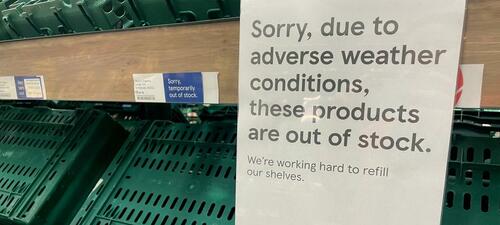 Sorry, due to
adverse weather
conditions,
these products
are out of stock.
We're working hard to refill
our shelves.
Sorry,
temporarily
out of stock.